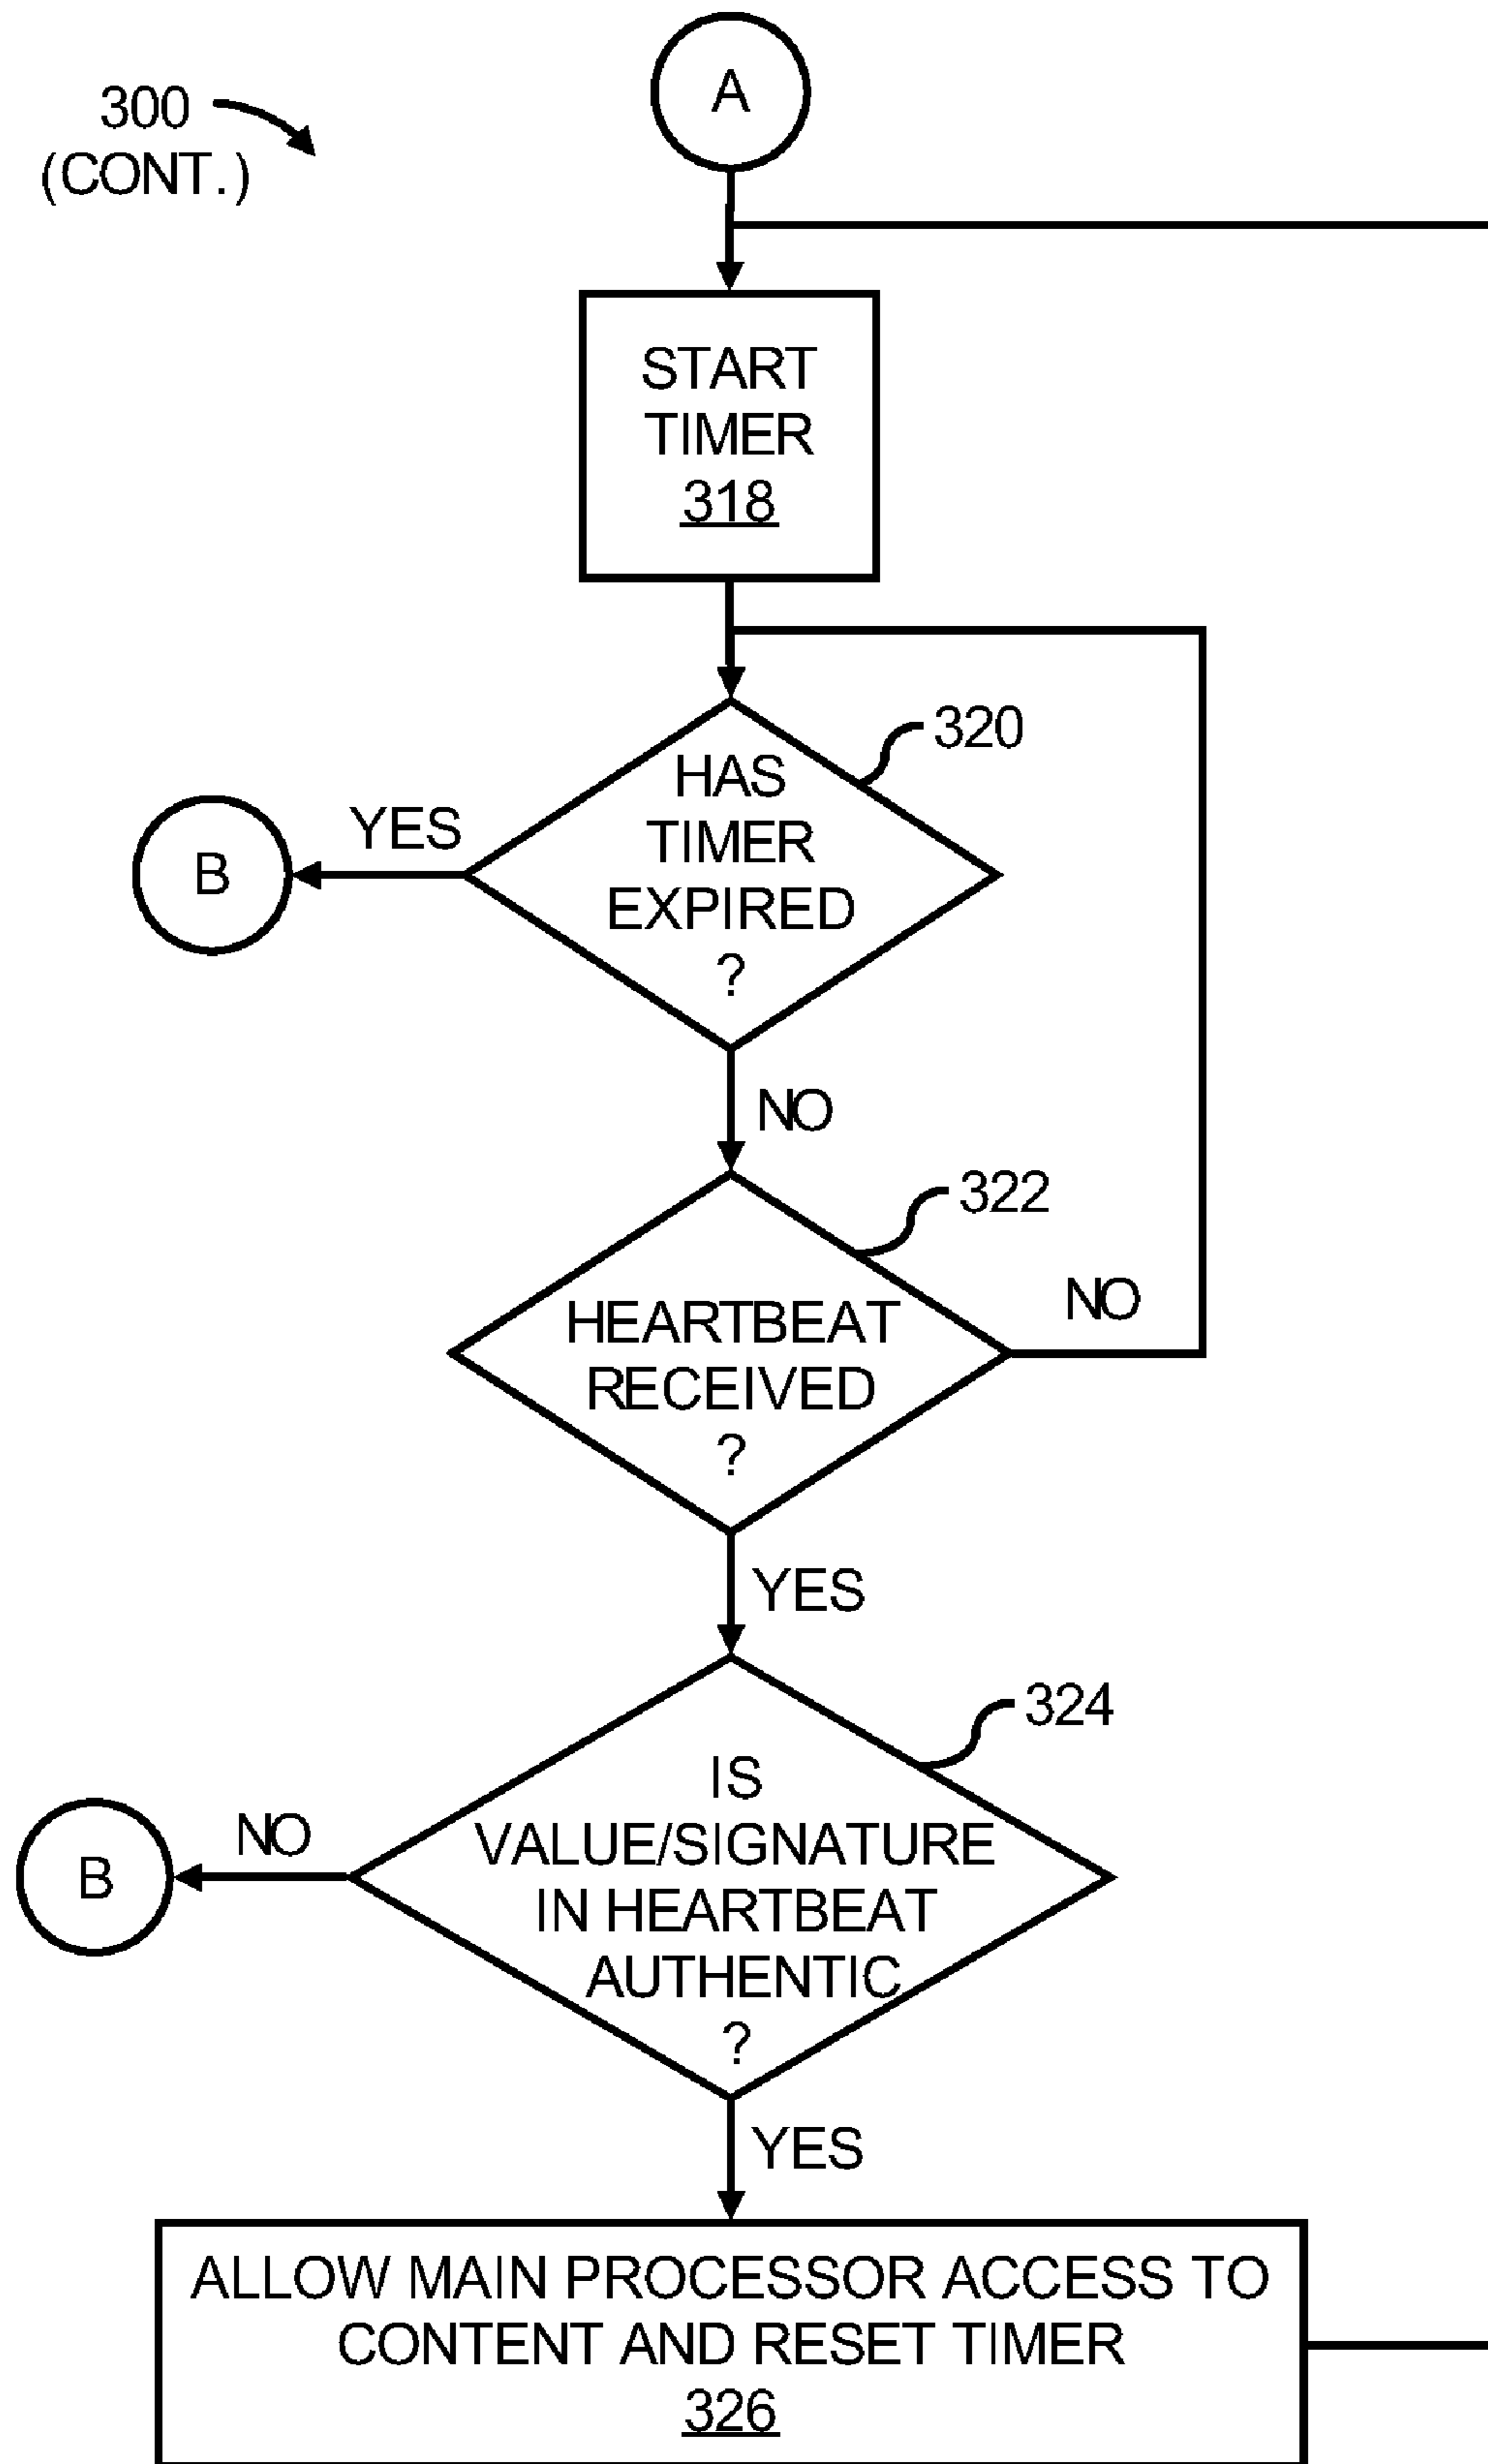 A
300
(CONT.)
START
TIMER
318
320
HAS
TIMER
EXPIRED
?
YES
B
NO
322
HEARTBEAT
RECEIVED
?
NO
YES
324
IS
VALUE/SIGNATURE
IN HEARTBEAT
AUTHENTIC
?
NO
B
YES
ALLOW MAIN PROCESSOR ACCESS TO
CONTENT AND RESET TIMER
326